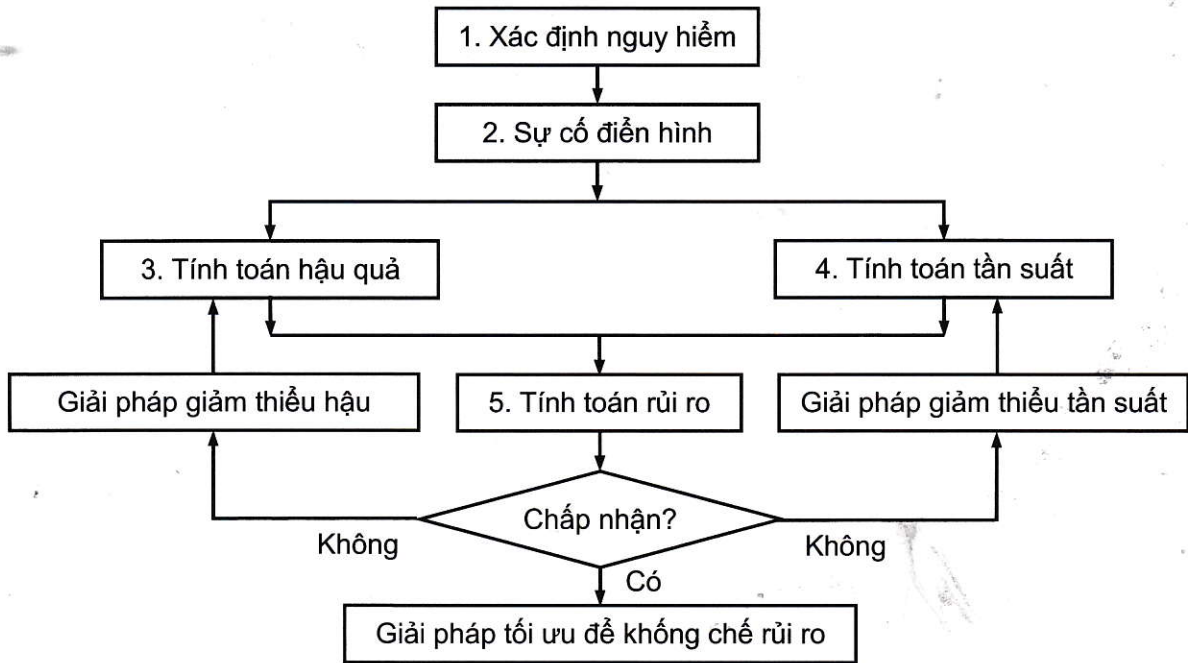 1. Xác định nguy hiểm
2. Sự cố điển hình
3. Tính toán hậu quả
4. Tính toán tần suất
Giải pháp giảm thiểu hậu
5. Tính toán rủi ro
Giải pháp giảm thiểu tần suất
Chấp nhận?
Không
Không
Có
Giải pháp tối ưu để khống chế rủi ro